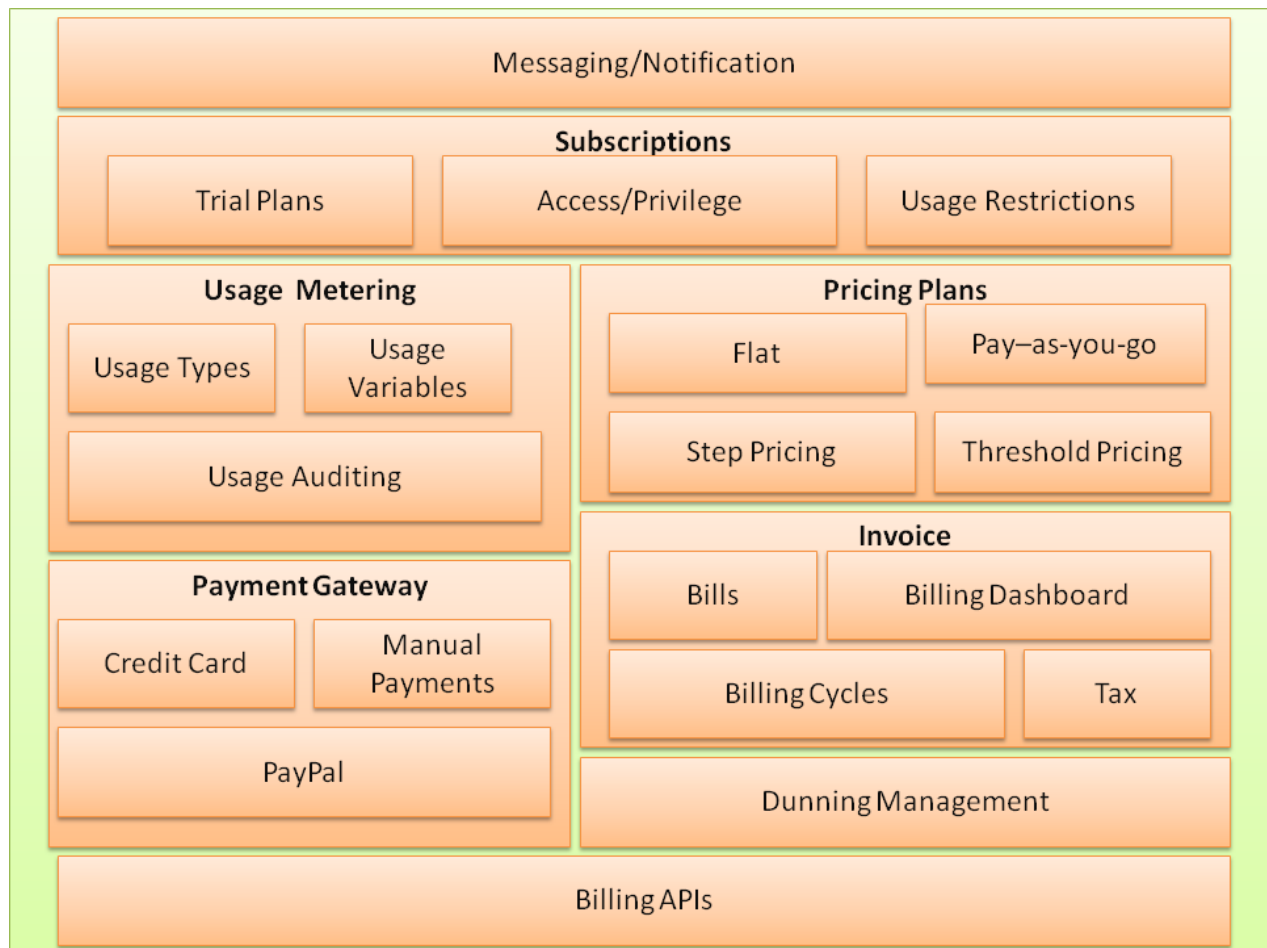 Messaging/Notification
Subscriptions
Trial Plans
Access/Privilege
Usage Restrictions
Usage Metering
Usage Types
Usage
Variables
Usage Auditing
Pricing Plans
Flat
Pay–as-you-go
Step Pricing
Threshold Pricing
Payment Gateway
Credit Card
Manual
Payments
PayPal
Invoice
Bills
Billing Dashboard
Billing Cycles
Tax
Dunning Management
Billing APIs